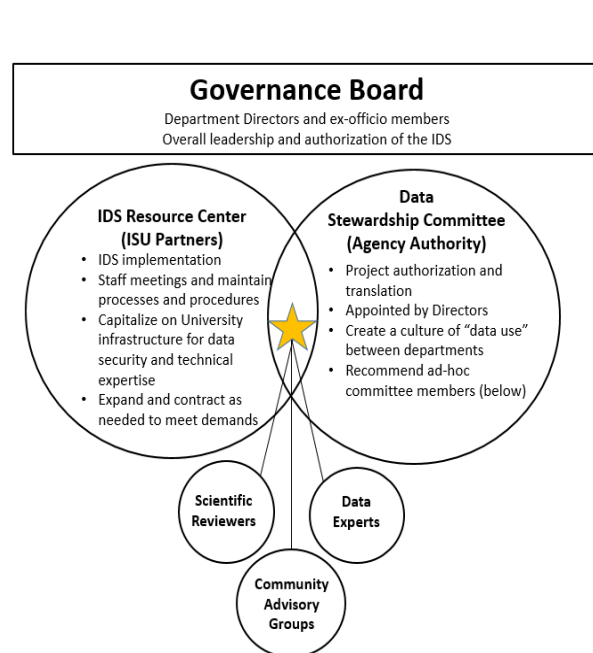 Governance Board
Department Directors and ex-officio members
Overall leadership and authorization of the IDS
IDS Resource Center
(ISU Partners)
• IDS implementation
• Staff meetings and maintain
processes and procedures
• Capitalize on University
infrastructure for data
security and technical
expertise
• Expand and contract as
needed to meet demands
Data
Stewardship Committee
(Agency Authority)
• Project authorization and
translation
• Appointed by Directors
• Create a culture of “data use”
between departments
• Recommend ad-hoc
committee members (below)
Scientific
Reviewers
Data
Experts
Community
Advisory
Groups